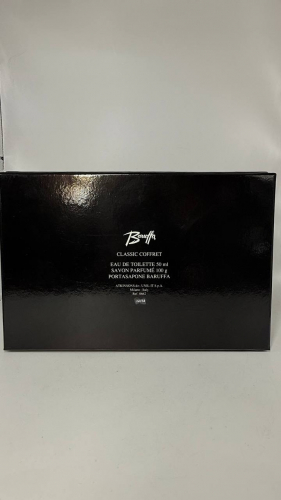 Baruffa
CLASSIC COFFRET
EAU DE TOILETTE 50 ml
SAVON PARFUMÉ 100 g
PORTASAPONE BARUFFA
Milano, Italy